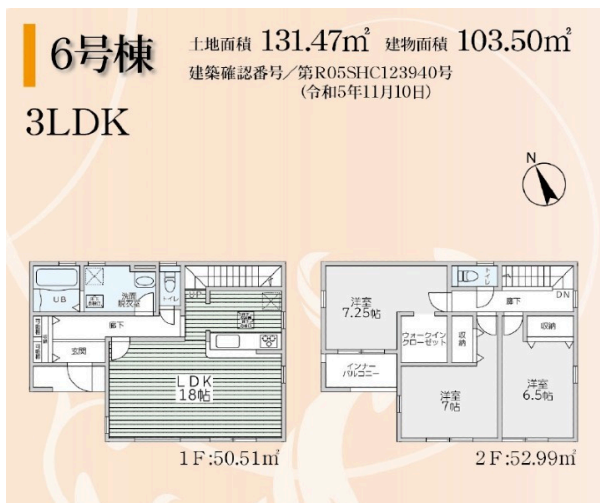 6号棟
土地面積 131.47㎡ 建物面積 103.50㎡
建築確認番号／第R05SHC123940号
(令和5年11月10日)
3LDK
N
UB
洗面
脱衣室
トイレ
UP
廊下
玄関
LDK
18帖
1F:50.51㎡
洋室
7.25帖
トイレ
廊下
DN
ウォークイン
クローゼット
収納
収納
インナー
バルコニー
洋室
7帖
洋室
6.5帖
2F:52.99㎡